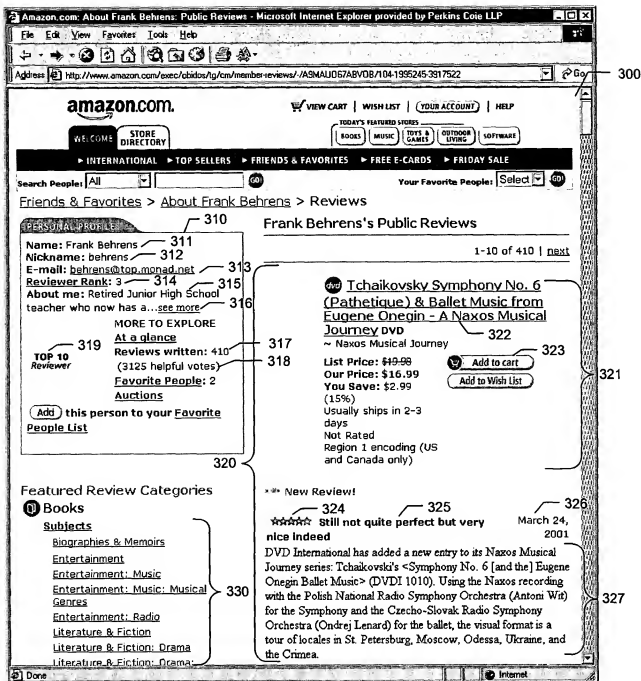 Amazon.com: About Frank Behrens: Public Reviews - Microsoft Internet Explorer provided by Perkins Coie LLP
File Edit View Favorites Tools Help
Address http://www.amazon.com/exec/obidos/tg/cm/member-reviews/-/A9MAUO67ABVOB/104-1995245-3917522 Go
300
amazon.com.
VIEW CART | WISH LIST | YOUR ACCOUNT | HELP
TODAY'S FEATURED STORES
WELCOME STORE DIRECTORY BOOKS MUSIC TOYS & GAMES OUTDOOR LIVING SOFTWARE
INTERNATIONAL TOP SELLERS FRIENDS & FAVORITES FREE E-CARDS FRIDAY SALE
Search People: All GO! Your Favorite People: Select GO!
Friends & Favorites > About Frank Behrens > Reviews
PERSONAL PROFILE 310
Name: Frank Behrens 311
Nickname: behrens 312
E-mail: behrens@top.monad.net 313
Reviewer Rank: 3 314
About me: Retired Junior High School 315
teacher who now has a...see more 316
MORE TO EXPLORE
At a glance
Reviews written: 410 317
(3125 helpful votes) 318
319
TOP 10
Reviewer
Favorite People: 2
Auctions
Add this person to your Favorite
People List
320
Featured Review Categories
Books
Subjects
Biographies & Memoirs
Entertainment
Entertainment: Music
Entertainment: Music: Musical
Genres
330
Entertainment: Radio
Literature & Fiction
Literature & Fiction: Drama
Literature & Fiction: Drama:
Frank Behrens's Public Reviews
1-10 of 410 | next
dvd Tchaikovsky Symphony No. 6
(Pathetique) & Ballet Music from
Eugene Onegin - A Naxos Musical
Journey DVD 322
~ Naxos Musical Journey
323
List Price: $19.98 Add to cart
321
Our Price: $16.99
You Save: $2.99 Add to Wish List
(15%)
Usually ships in 2-3
days
Not Rated
Region 1 encoding (US
and Canada only)
New Review!
324 325 326
Still not quite perfect but very March 24,
nice indeed 2001
DVD International has added a new entry to its Naxos Musical
Journey series: Tchaikovski's <Symphony No. 6 [and the] Eugene
Onegin Ballet Music> (DVDI 1010). Using the Naxos recording
with the Polish National Radio Symphony Orchestra (Antoni Wit)
327
for the Symphony and the Czecho-Slovak Radio Symphony
Orchestra (Ondrej Lenard) for the ballet, the visual format is a
tour of locales in St. Petersburg, Moscow, Odessa, Ukraine, and
the Crimea.
Done Internet